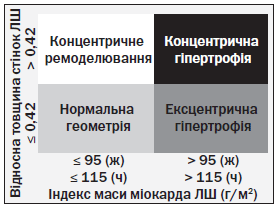 Відносна товщина стінок ЛШ
≤ 0,42 > 0,42
Концентричне
ремоделювання
Концентрична
гіпертрофія
Нормальна
геометрія
Ексцентрична
гіпертрофія
≤ 95 (ж)
≤ 115 (ч)
> 95 (ж)
> 115 (ч)
Індекс маси міокарда ЛШ (г/м²)